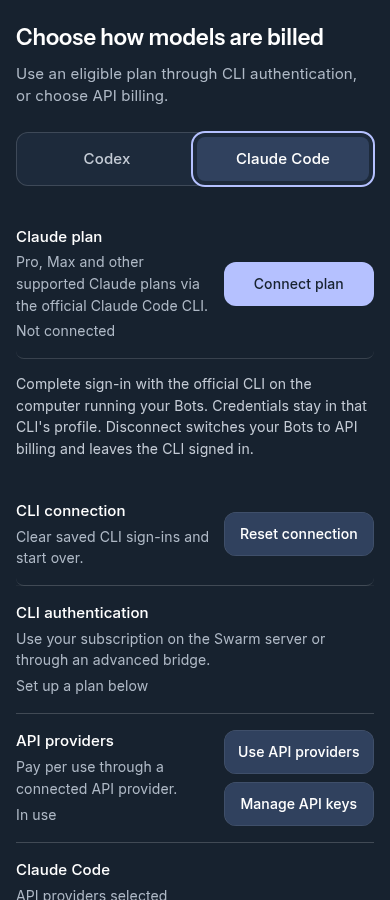 Choose how models are billed
Use an eligible plan through CLI authentication,
or choose API billing.
Codex
Claude Code
Claude plan
Pro, Max and other
supported Claude plans via
the official Claude Code CLI.
Not connected
Connect plan
Complete sign-in with the official CLI on the
computer running your Bots. Credentials stay in that
CLI's profile. Disconnect switches your Bots to API
billing and leaves the CLI signed in.
CLI connection
Clear saved CLI sign-ins and
start over.
Reset connection
CLI authentication
Use your subscription on the Swarm server or
through an advanced bridge.
Set up a plan below
API providers
Pay per use through a
connected API provider.
In use
Use API providers
Manage API keys
Claude Code
API providers selected